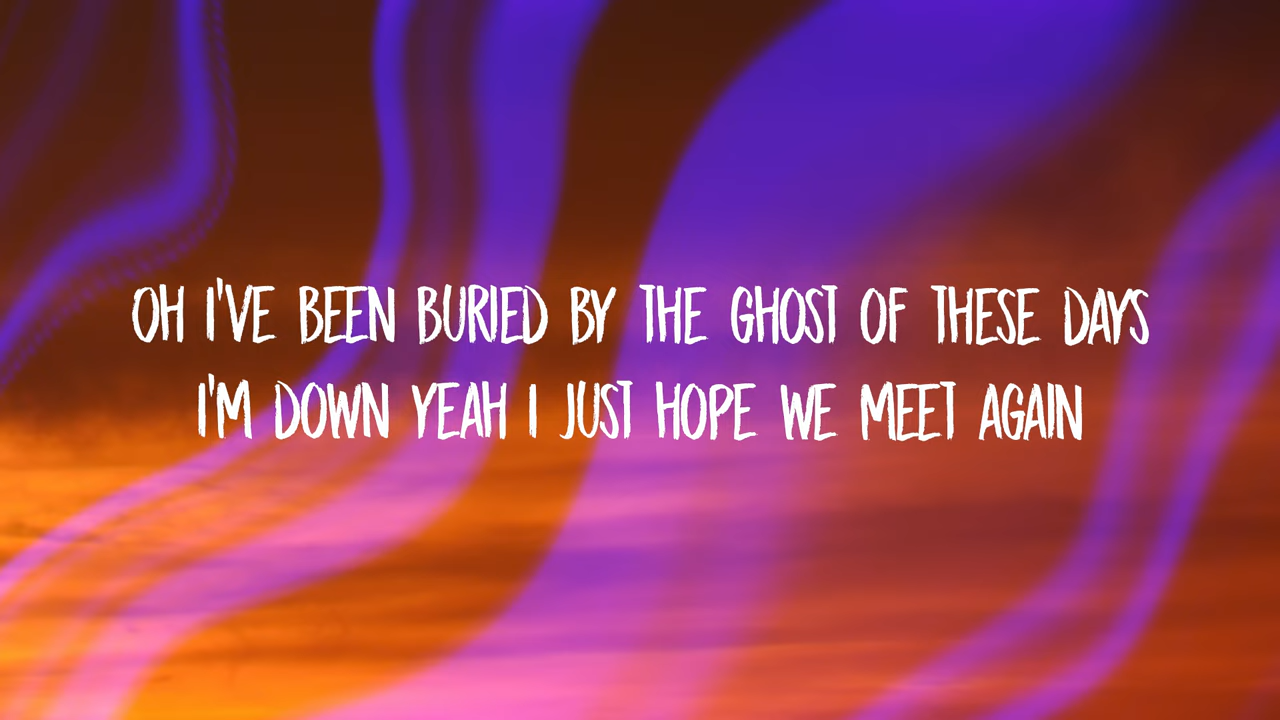 OH I'VE BEEN BURIED BY THE GHOST OF THESE DAYS
I'M DOWN YEAH I JUST HOPE WE MEET AGAIN